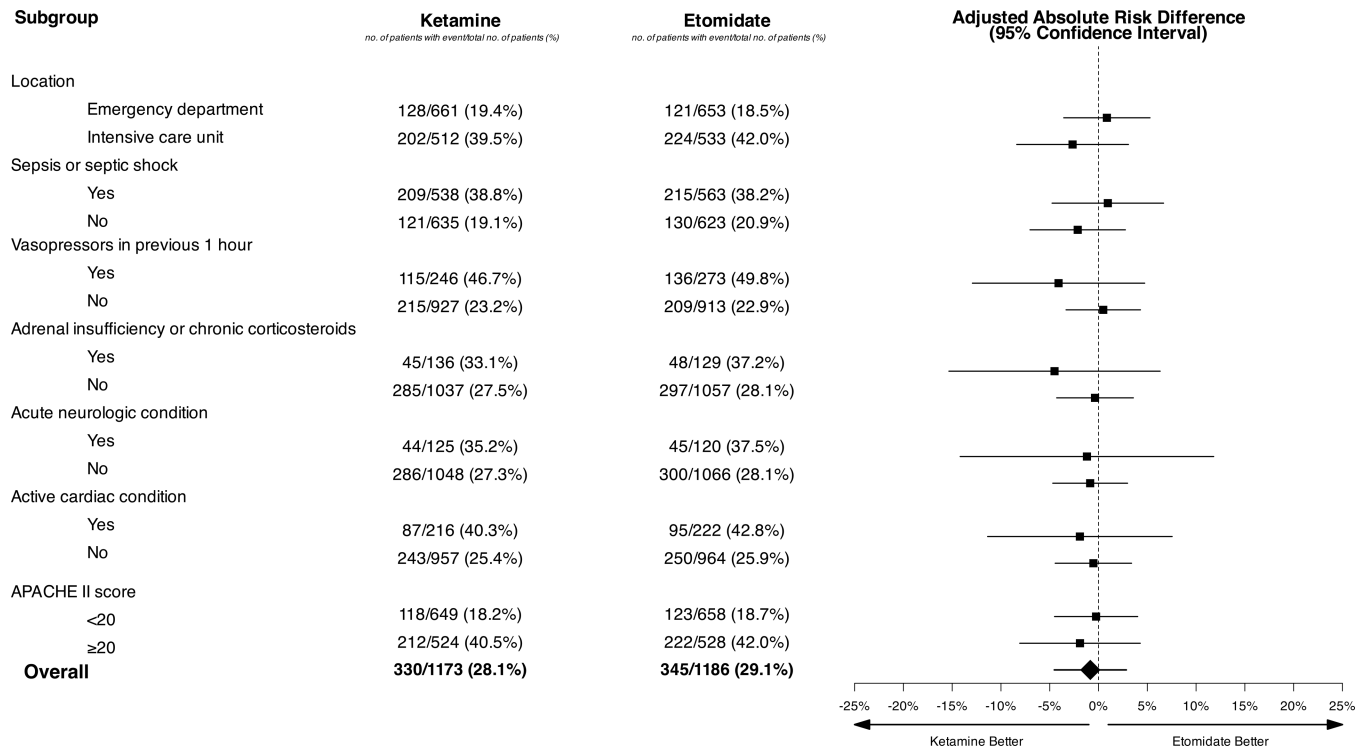 Subgroup Ketamine Etomidate Adjusted Absolute Risk Difference
no. of patients with event/total no. of patients (%) no. of patients with event/total no. of patients (%) (95% Confidence Interval)
Location
Emergency department 128/661 (19.4%) 121/653 (18.5%)
Intensive care unit 202/512 (39.5%) 224/533 (42.0%)
Sepsis or septic shock
Yes 209/538 (38.8%) 215/563 (38.2%)
No 121/635 (19.1%) 130/623 (20.9%)
Vasopressors in previous 1 hour
Yes 115/246 (46.7%) 136/273 (49.8%)
No 215/927 (23.2%) 209/913 (22.9%)
Adrenal insufficiency or chronic corticosteroids
Yes 45/136 (33.1%) 48/129 (37.2%)
No 285/1037 (27.5%) 297/1057 (28.1%)
Acute neurologic condition
Yes 44/125 (35.2%) 45/120 (37.5%)
No 286/1048 (27.3%) 300/1066 (28.1%)
Active cardiac condition
Yes 87/216 (40.3%) 95/222 (42.8%)
No 243/957 (25.4%) 250/964 (25.9%)
APACHE II score
<20 118/649 (18.2%) 123/658 (18.7%)
≥20 212/524 (40.5%) 222/528 (42.0%)
Overall 330/1173 (28.1%) 345/1186 (29.1%)
-25% -20% -15% -10% -5% 0% 5% 10% 15% 20% 25%
Ketamine Better Etomidate Better